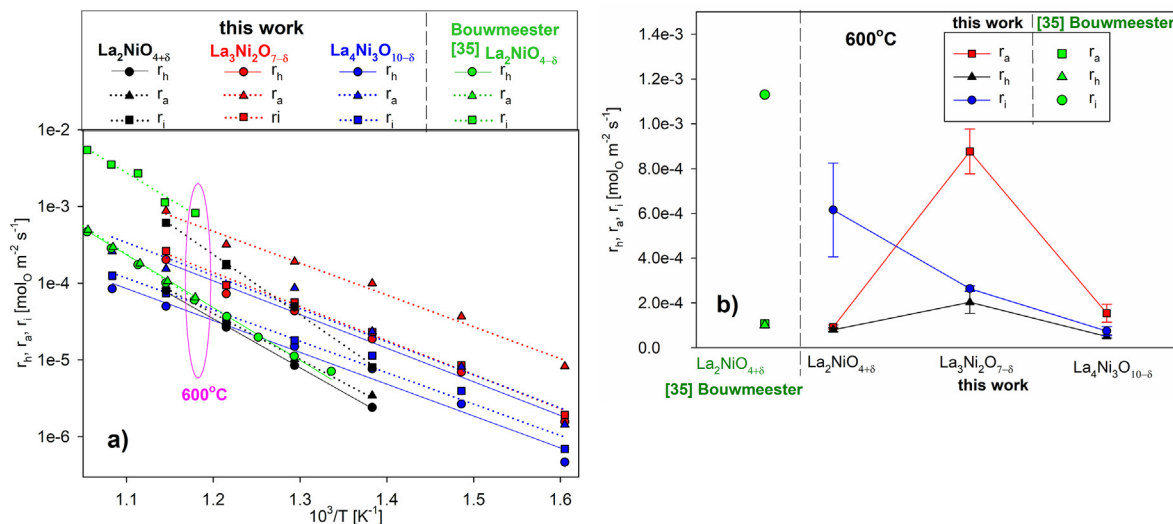 this work
La₂NiO₄₊δ La₃Ni₂O₇₋δ La₄Ni₃O₁₀₋δ
Bouwmeester
[35] La₂NiO₄₋δ
rₕ rₕ rₕ rₕ
rₐ rₐ rₐ rₐ
rᵢ ri rᵢ rᵢ
1e-2
1e-3
1e-4
1e-5
1e-6
rₕ, rₐ, rᵢ [molO m⁻² s⁻¹]
600°C
a)
1.1 1.2 1.3 1.4 1.5 1.6
10³/T [K⁻¹]
this work [35] Bouwmeester
600°C
rₐ rₐ
rₕ rₕ
rᵢ rᵢ
1.4e-3
1.2e-3
1.0e-3
8.0e-4
6.0e-4
4.0e-4
2.0e-4
0.0
rₕ, rₐ, rᵢ [molO m⁻² s⁻¹]
b)
La₂NiO₄₊δ La₂NiO₄₊δ La₃Ni₂O₇₋δ La₄Ni₃O₁₀₋δ
[35] Bouwmeester this work